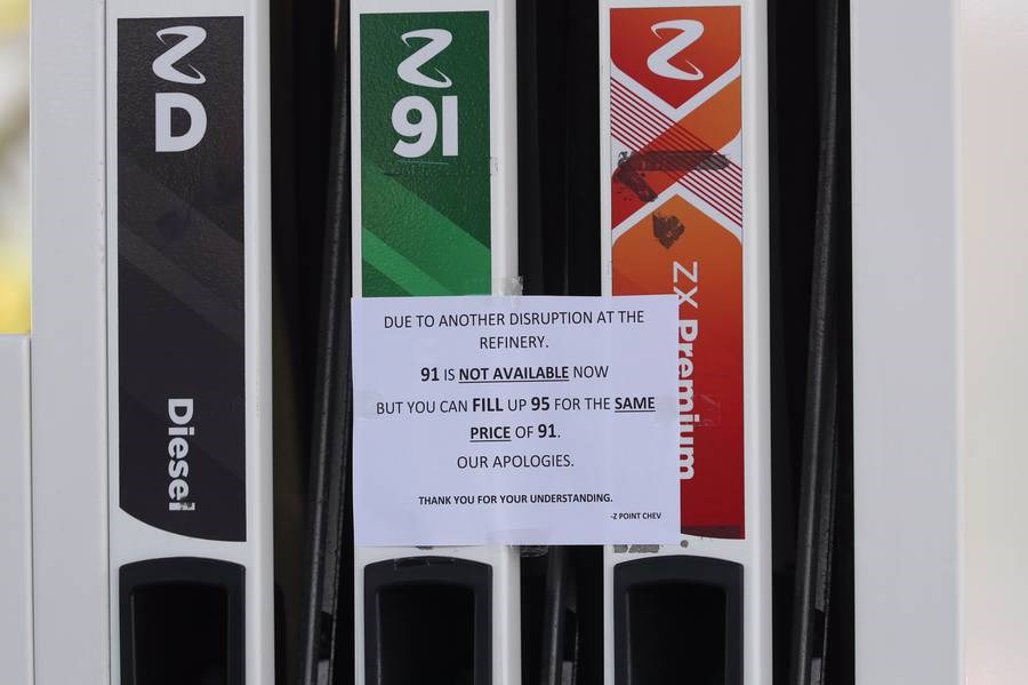 Z
D
Diesel
Z
91
Z
ZX Premium
DUE TO ANOTHER DISRUPTION AT THE
REFINERY.
91 IS NOT AVAILABLE NOW
BUT YOU CAN FILL UP 95 FOR THE SAME
PRICE OF 91.
OUR APOLOGIES.
THANK YOU FOR YOUR UNDERSTANDING.
-Z POINT CHEV